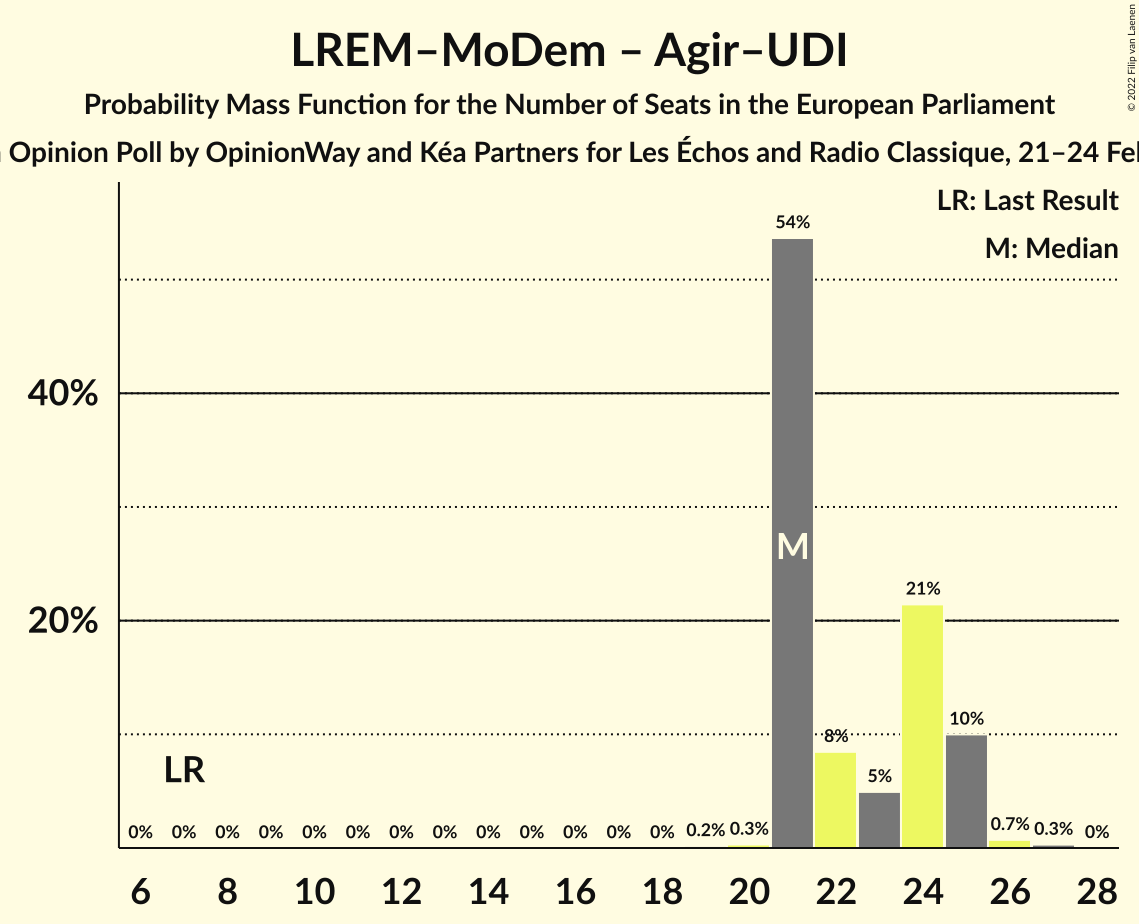 LREM–MoDem – Agir–UDI
Probability Mass Function for the Number of Seats in the European Parliament
Opinion Poll by OpinionWay and Kéa Partners for Les Échos and Radio Classique, 21–24 Fe
© 2022 Filip van Laenen
LR: Last Result
M: Median
54%
40%
M
21%
20%
10%
8%
5%
LR
0% 0% 0% 0% 0% 0% 0% 0% 0% 0% 0% 0% 0% 0.2% 0.3% 0.7% 0.3% 0%
6 8 10 12 14 16 18 20 22 24 26 28